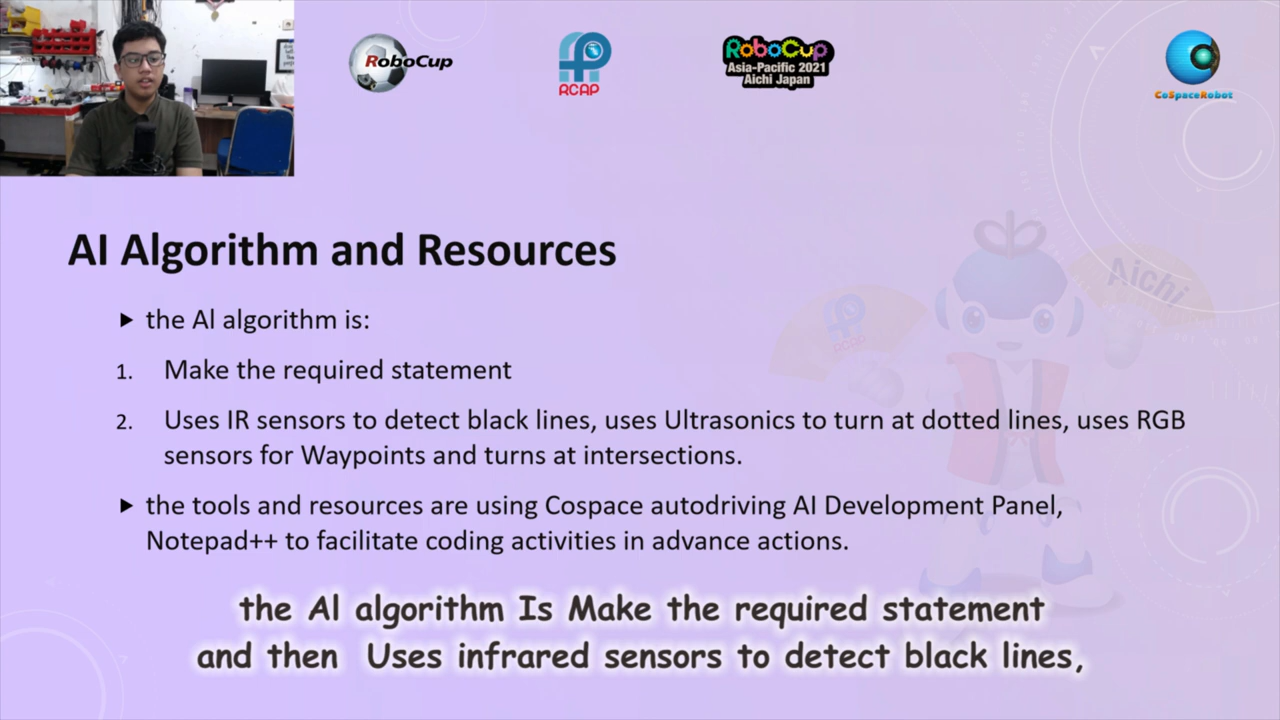 RoboCup
RCAP
RoboCup
Asia-Pacific 2021
Aichi Japan
CoSpaceRobot
Aichi
RCAP
AI Algorithm and Resources
the Al algorithm is:
1. Make the required statement
2. Uses IR sensors to detect black lines, uses Ultrasonics to turn at dotted lines, uses RGB
sensors for Waypoints and turns at intersections.
the tools and resources are using Cospace autodriving AI Development Panel,
Notepad++ to facilitate coding activities in advance actions.
the Al algorithm Is Make the required statement
and then Uses infrared sensors to detect black lines,